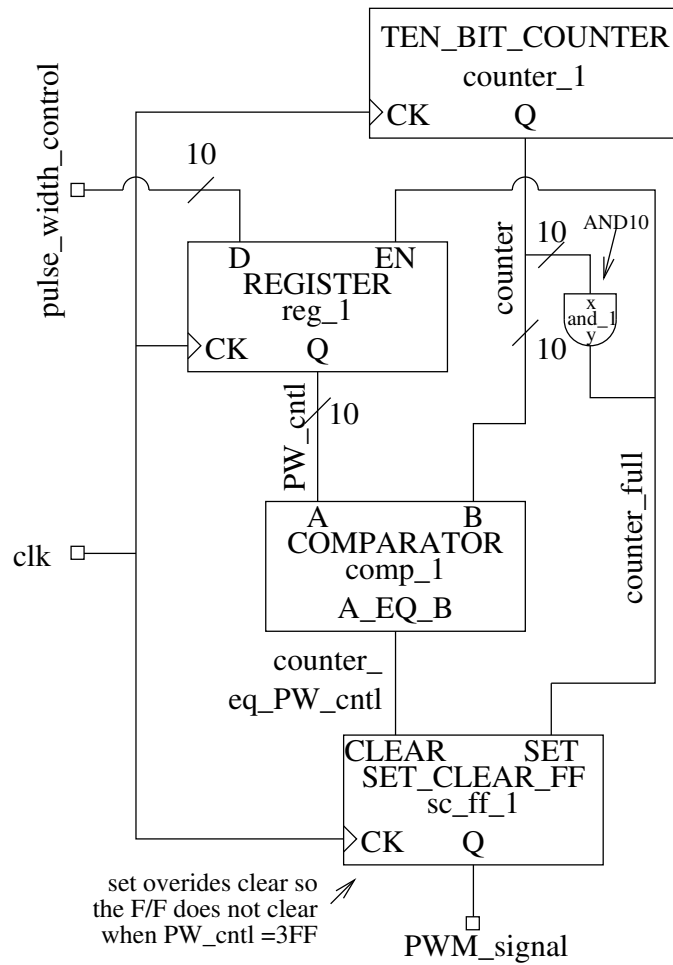 TEN_BIT_COUNTER
counter_1
CK
Q
pulse_width_control
10
D
EN
REGISTER
reg_1
CK
Q
counter
10
AND10
x
and_1
y
10
PW_cntl
10
counter_full
A
B
COMPARATOR
comp_1
A_EQ_B
clk
counter_
eq_PW_cntl
CLEAR
SET
SET_CLEAR_FF
sc_ff_1
CK
Q
set overides clear so
the F/F does not clear
when PW_cntl =3FF
PWM_signal